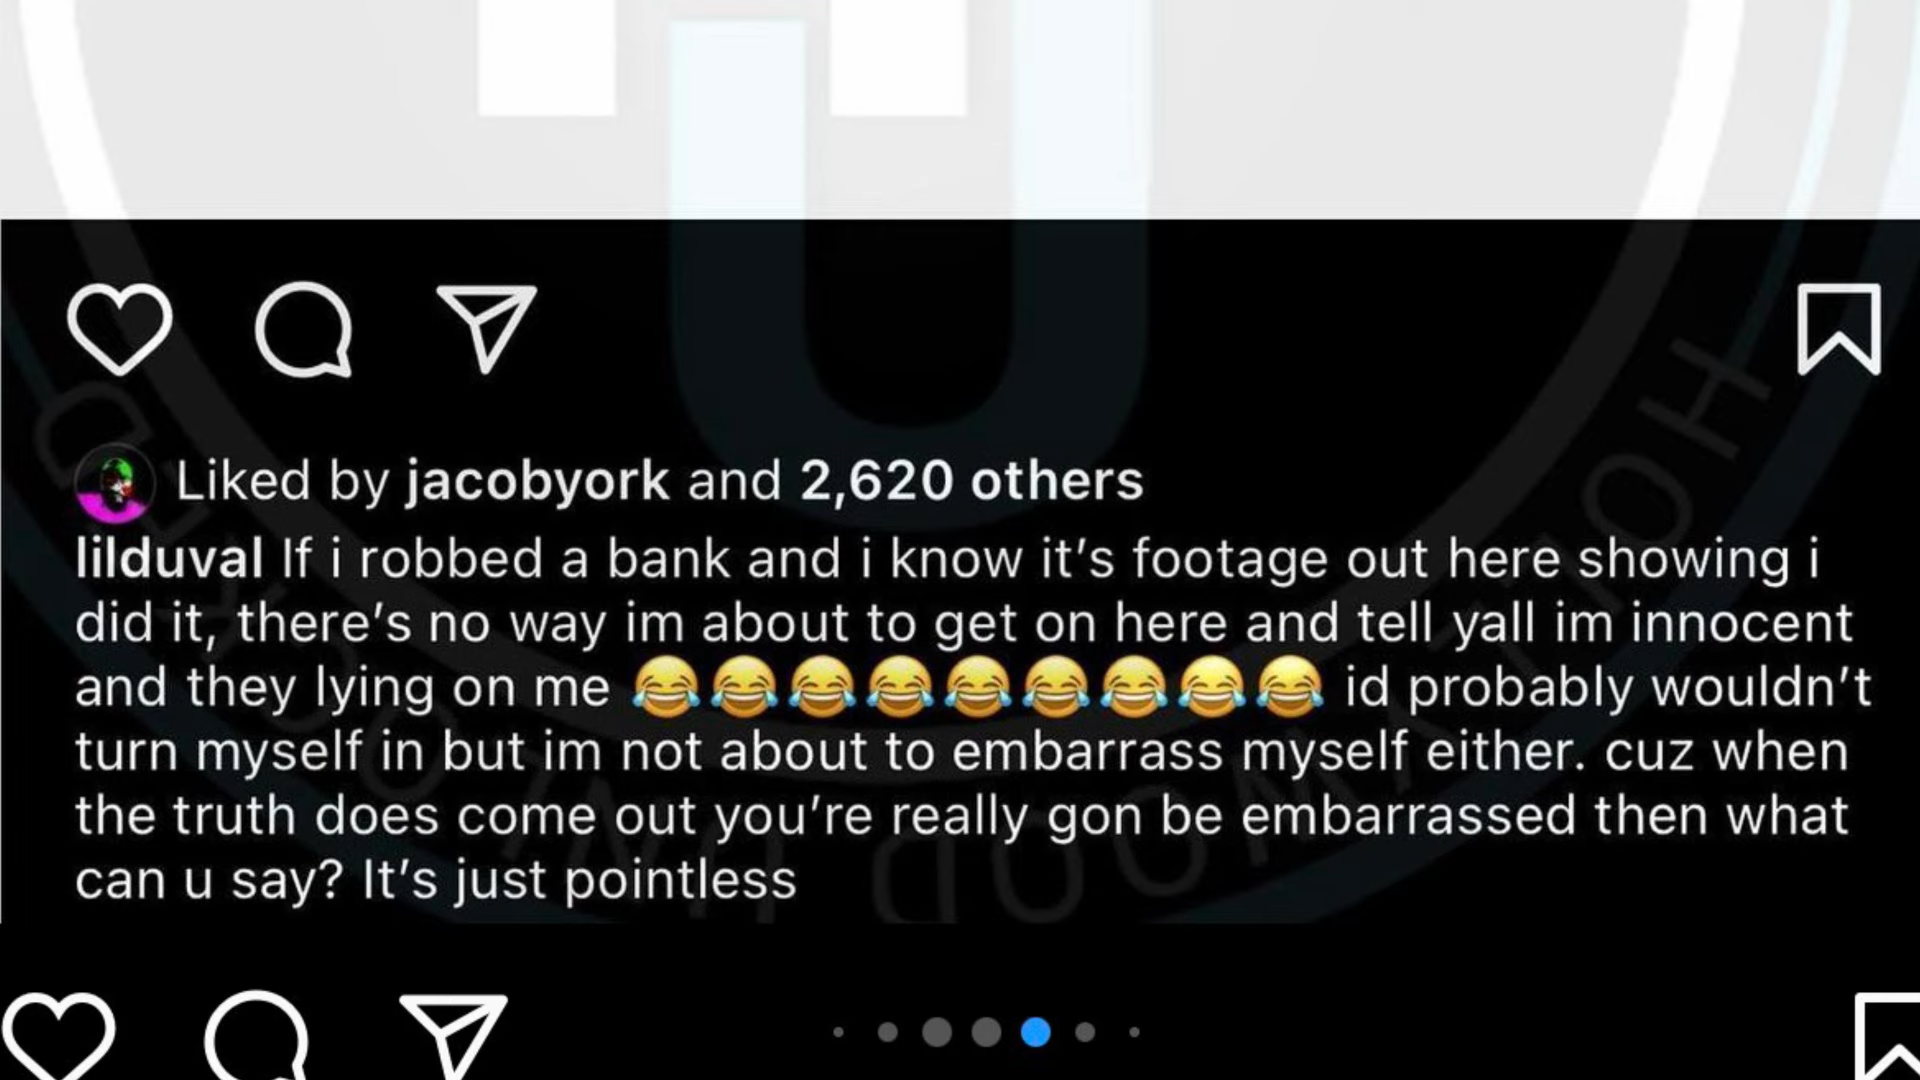 Liked by jacobyork and 2,620 others
lilduval If i robbed a bank and i know it’s footage out here showing i
did it, there’s no way im about to get on here and tell yall im innocent
and they lying on me 😂😂😂😂😂😂😂😂😂 id probably wouldn’t
turn myself in but im not about to embarrass myself either. cuz when
the truth does come out you’re really gon be embarrassed then what
can u say? It’s just pointless
HOLLYWOOD UNLOCKED